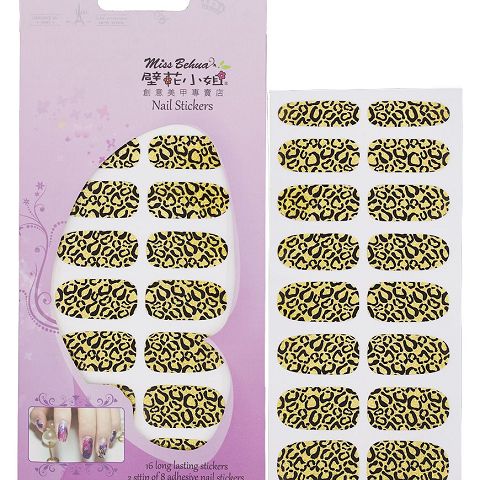 Miss Behua
壁花小姐
創意美甲專賣店
Nail Stickers
16 long lasting stickers
2 sttip of 8 adhesive nail stickers